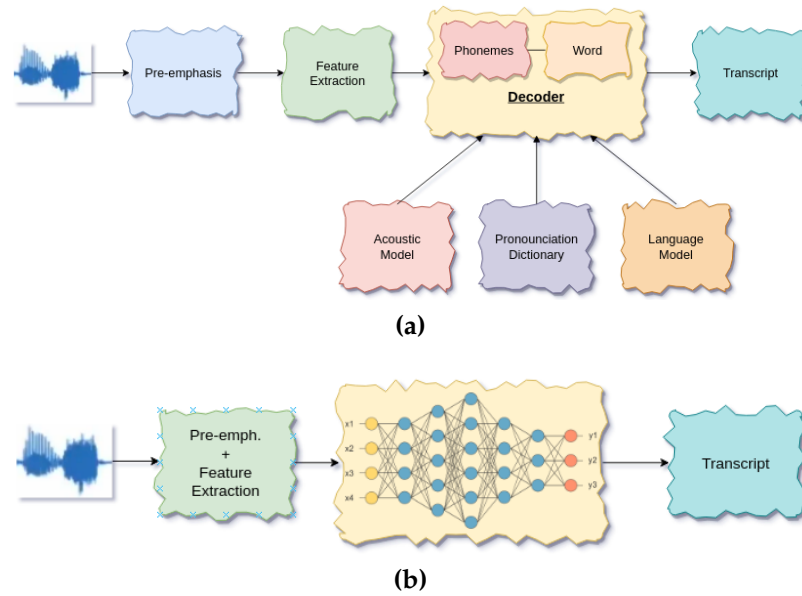 Pre-emphasis
Feature
Extraction
Phonemes
Word
Decoder
Transcript
Acoustic
Model
Pronounciation
Dictionary
Language
Model
(a)
Pre-emph.
+
Feature
Extraction
x1
x2
x3
x4
y1
y2
y3
Transcript
(b)